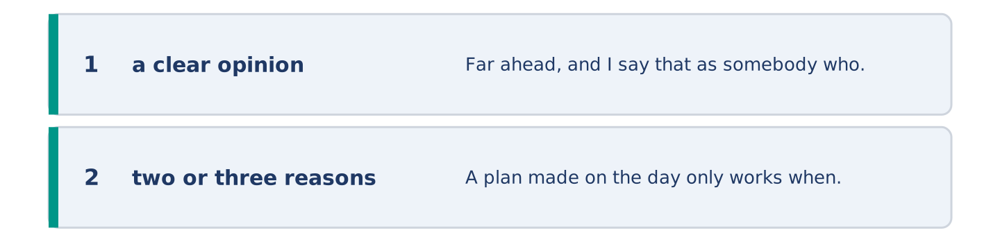 1 a clear opinion Far ahead, and I say that as somebody who.
2 two or three reasons A plan made on the day only works when.